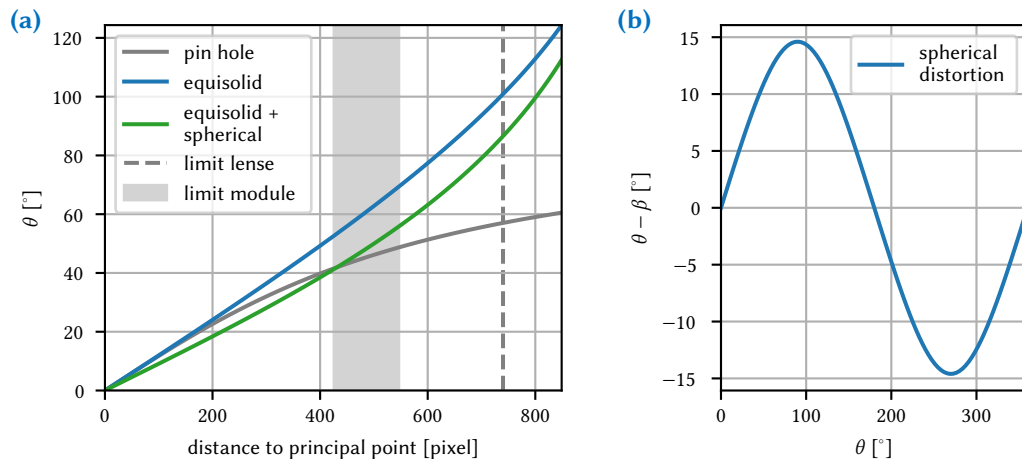 (a)
120
100
80
60
40
20
0
θ [°]
pin hole
equisolid
equisolid +
spherical
limit lense
limit module
0 200 400 600 800
distance to principal point [pixel]
(b)
15
10
5
0
−5
−10
−15
θ − β [°]
spherical
distortion
0 100 200 300
θ [°]